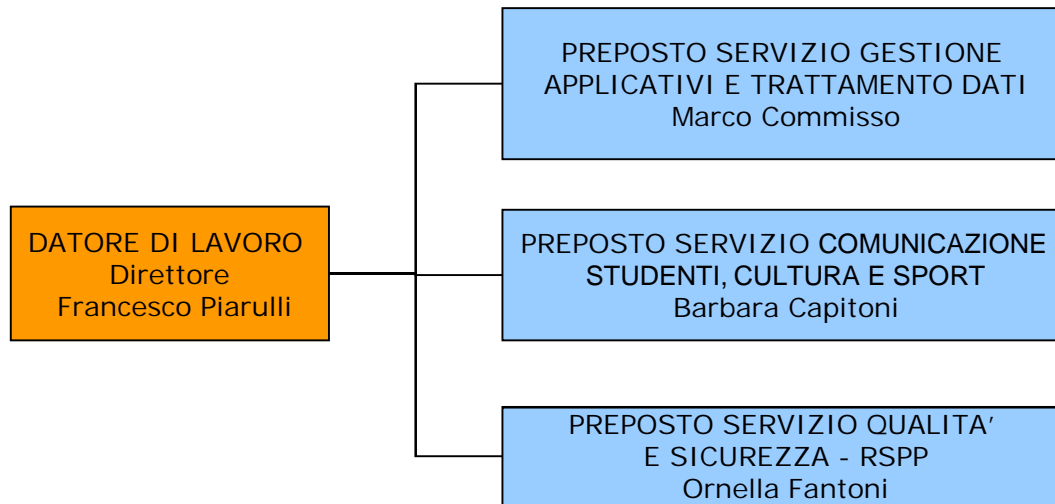 PREPOSTO SERVIZIO GESTIONE
APPLICATIVI E TRATTAMENTO DATI
Marco Commisso
DATORE DI LAVORO
Direttore
Francesco Piarulli
PREPOSTO SERVIZIO COMUNICAZIONE
STUDENTI, CULTURA E SPORT
Barbara Capitoni
PREPOSTO SERVIZIO QUALITA'
E SICUREZZA - RSPP
Ornella Fantoni